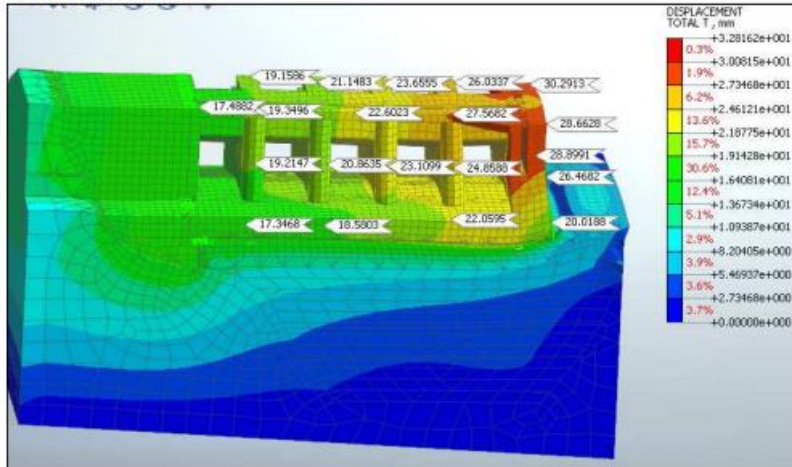 DISPLACEMENT
TOTAL T , mm
+3.28162e+001
0.3%
+3.00815e+001
1.9%
+2.73468e+001
6.2%
+2.46121e+001
13.6%
+2.18775e+001
15.7%
+1.91428e+001
30.6%
+1.64081e+001
12.4%
+1.36734e+001
5.1%
+1.09387e+001
2.9%
+8.20405e+000
3.9%
+5.46937e+000
3.6%
+2.73468e+000
3.7%
+0.00000e+000
19.1586 21.1483 23.6555 26.0337 30.2913
17.4882 19.3496 22.6023 27.5682 28.6628
19.2147 20.8635 23.1099 24.8588 28.8991
26.4682
17.3468 18.5803 22.0595 20.0188